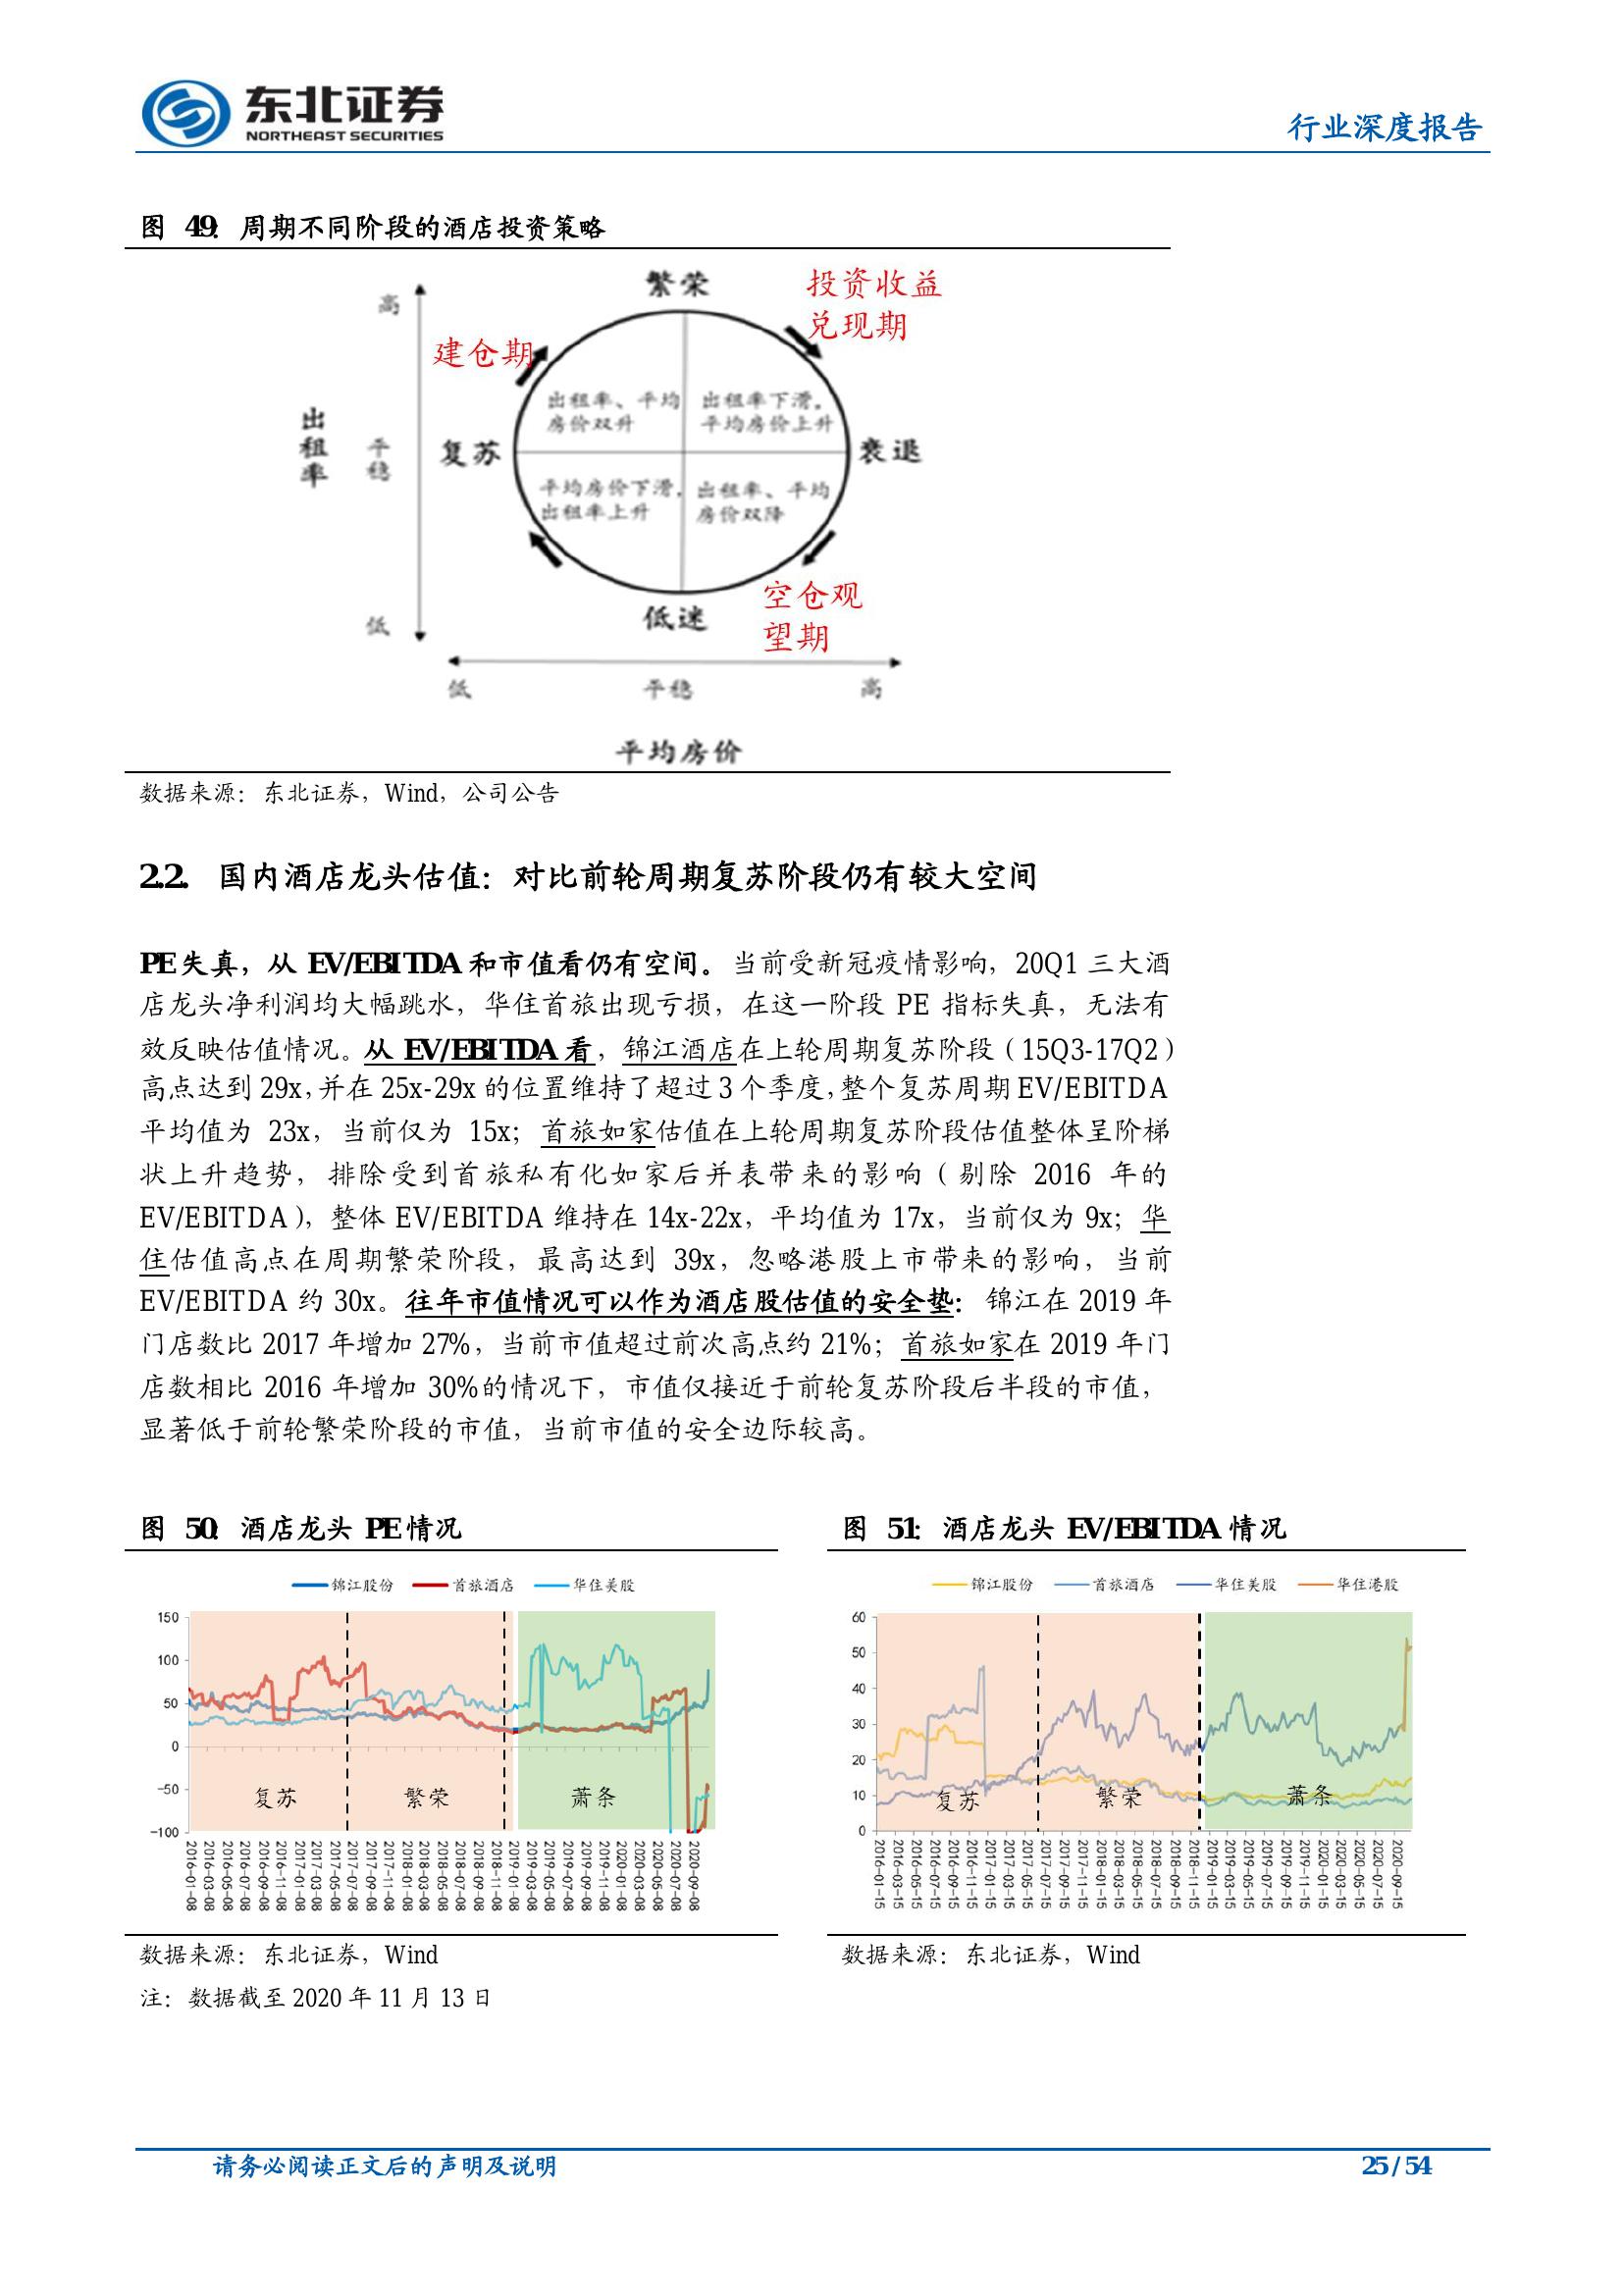 东北证券
NORTHEAST SECURITIES
行业深度报告
图 49：周期不同阶段的酒店投资策略
繁荣
投资收益
兑现期
高
建仓期
出租率、平均
房价双升
出租率下滑，
平均房价上升
出
租
率
平
稳
复苏
衰退
平均房价下滑，
出租率上升
出租率、平均
房价双降
空仓观
望期
低迷
低
低
平稳
高
平均房价
数据来源：东北证券，Wind，公司公告
2.2. 国内酒店龙头估值：对比前轮周期复苏阶段仍有较大空间
PE 失真，从 EV/EBITDA 和市值看仍有空间。当前受新冠疫情影响，20Q1 三大酒
店龙头净利润均大幅跳水，华住首旅出现亏损，在这一阶段 PE 指标失真，无法有
效反映估值情况。从 EV/EBITDA 看，锦江酒店在上轮周期复苏阶段（15Q3-17Q2）
高点达到 29x，并在 25x-29x 的位置维持了超过 3 个季度，整个复苏周期 EV/EBITDA
平均值为 23x，当前仅为 15x；首旅如家估值在上轮周期复苏阶段估值整体呈阶梯
状上升趋势，排除受到首旅私有化如家后并表带来的影响（剔除 2016 年的
EV/EBITDA），整体 EV/EBITDA 维持在 14x-22x，平均值为 17x，当前仅为 9x；华
住估值高点在周期繁荣阶段，最高达到 39x，忽略港股上市带来的影响，当前
EV/EBITDA 约 30x。往年市值情况可以作为酒店股估值的安全垫：锦江在 2019 年
门店数比 2017 年增加 27%，当前市值超过前次高点约 21%；首旅如家在 2019 年门
店数相比 2016 年增加 30%的情况下，市值仅接近于前轮复苏阶段后半段的市值，
显著低于前轮繁荣阶段的市值，当前市值的安全边际较高。
图 50：酒店龙头 PE 情况
锦江股份 首旅酒店 华住美股
150
100
50
0
-50
-100
复苏 繁荣 萧条
2016-01-08 2016-03-08 2016-05-08 2016-07-08 2016-09-08 2016-11-08 2017-01-08 2017-03-08 2017-05-08 2017-07-08 2017-09-08 2017-11-08 2018-01-08 2018-03-08 2018-05-08 2018-07-08 2018-09-08 2018-11-08 2019-01-08 2019-03-08 2019-05-08 2019-07-08 2019-09-08 2019-11-08 2020-01-08 2020-03-08 2020-05-08 2020-07-08 2020-09-08
数据来源：东北证券，Wind
注：数据截至 2020 年 11 月 13 日
图 51：酒店龙头 EV/EBITDA 情况
锦江股份 首旅酒店 华住美股 华住港股
60
50
40
30
20
10
0
复苏 繁荣 萧条
2016-01-15 2016-03-15 2016-05-15 2016-07-15 2016-09-15 2016-11-15 2017-01-15 2017-03-15 2017-05-15 2017-07-15 2017-09-15 2017-11-15 2018-01-15 2018-03-15 2018-05-15 2018-07-15 2018-09-15 2018-11-15 2019-01-15 2019-03-15 2019-05-15 2019-07-15 2019-09-15 2019-11-15 2020-01-15 2020-03-15 2020-05-15 2020-07-15 2020-09-15
数据来源：东北证券，Wind
请务必阅读正文后的声明及说明
25 / 54